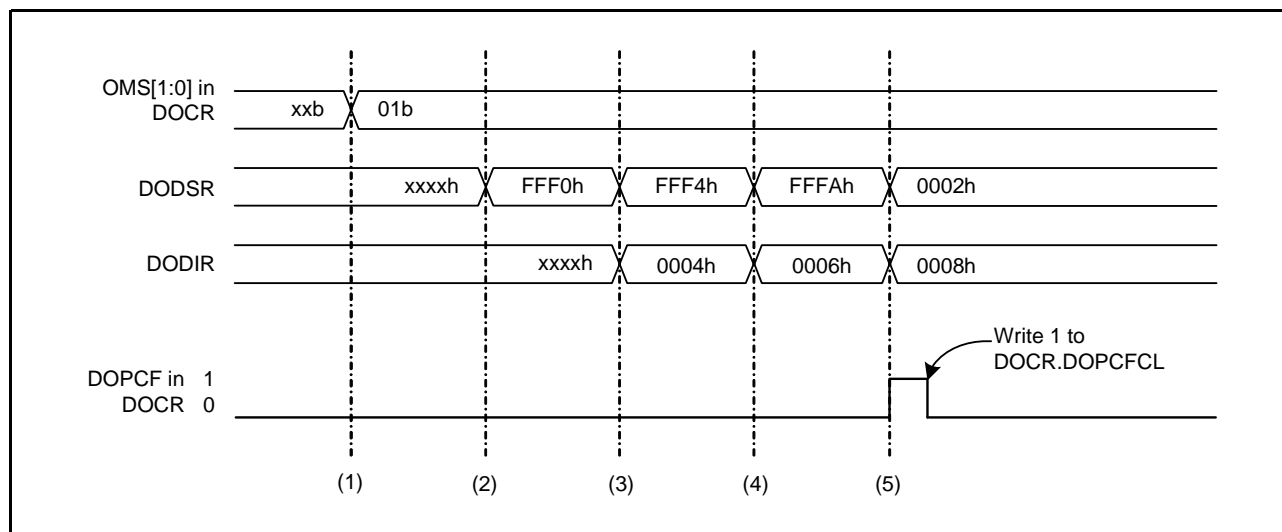 OMS[1:0] in
DOCR
xxb
01b
DODSR
xxxxh
FFF0h
FFF4h
FFFAh
0002h
DODIR
xxxxh
0004h
0006h
0008h
Write 1 to
DOCR.DOPCFCL
DOPCF in 1
DOCR 0
(1) (2) (3) (4) (5)